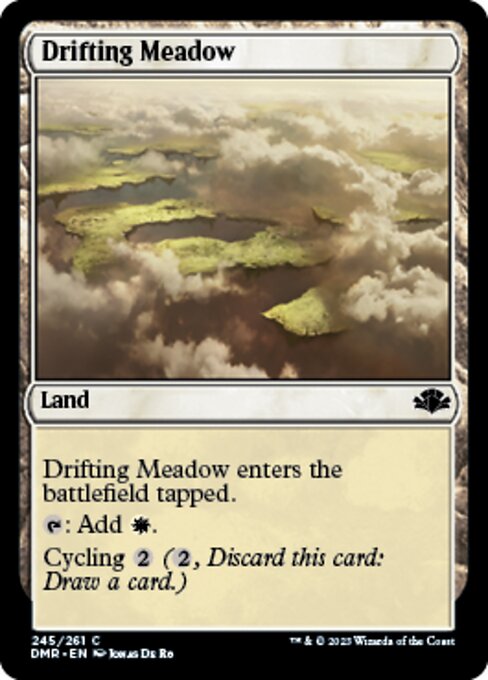 Drifting Meadow
Land
Drifting Meadow enters the
battlefield tapped.
: Add .
Cycling 2 (2, Discard this card:
Draw a card.)
245/261 C
DMR • EN Jonas De Ro
™ & © 2023 Wizards of the Coast